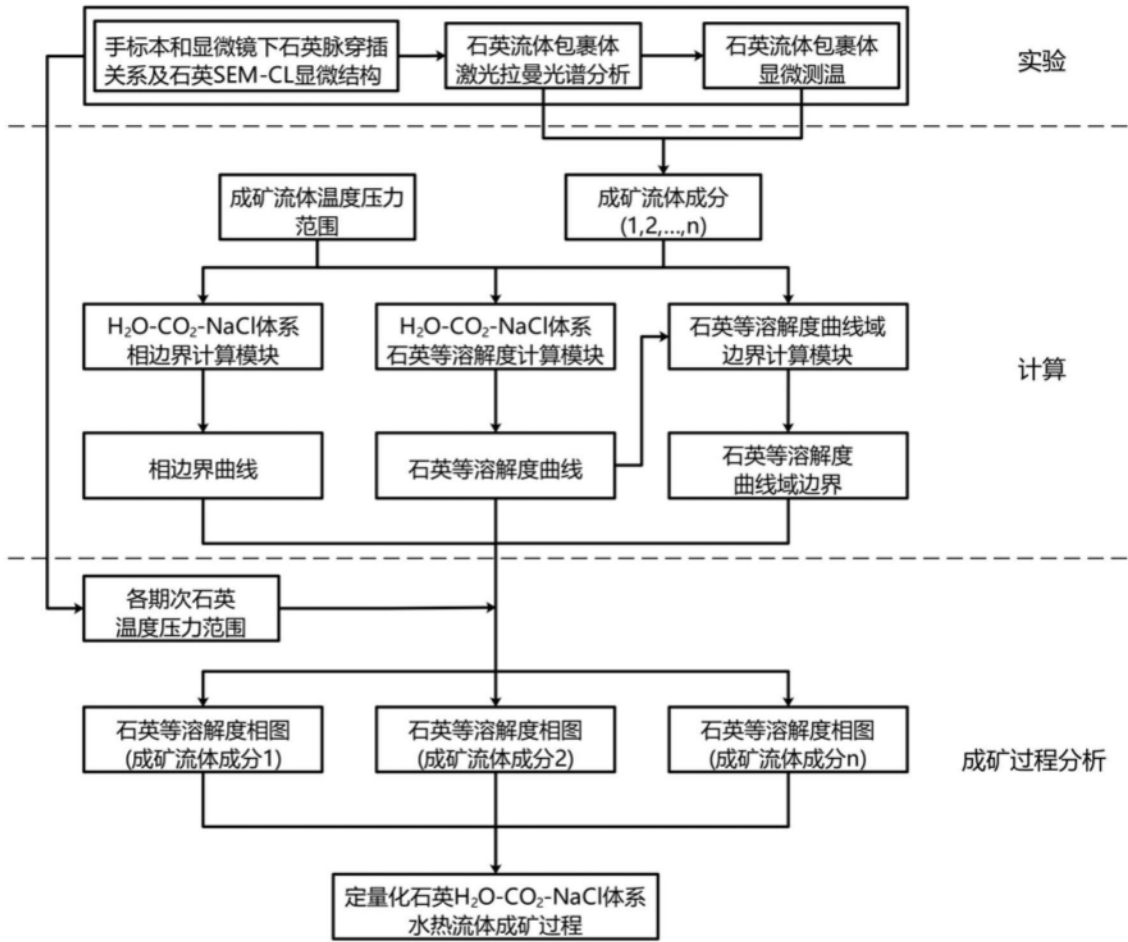 手标本和显微镜下石英脉穿插
关系及石英SEM-CL显微结构
石英流体包裹体
激光拉曼光谱分析
石英流体包裹体
显微测温
实验
成矿流体温度压力
范围
成矿流体成分
(1,2,...,n)
H₂O-CO₂-NaCl体系
相边界计算模块
H₂O-CO₂-NaCl体系
石英等溶解度计算模块
石英等溶解度曲线域
边界计算模块
计算
相边界曲线
石英等溶解度曲线
石英等溶解度
曲线域边界
各期次石英
温度压力范围
石英等溶解度相图
(成矿流体成分1)
石英等溶解度相图
(成矿流体成分2)
石英等溶解度相图
(成矿流体成分n)
成矿过程分析
定量化石英H₂O-CO₂-NaCl体系
水热流体成矿过程